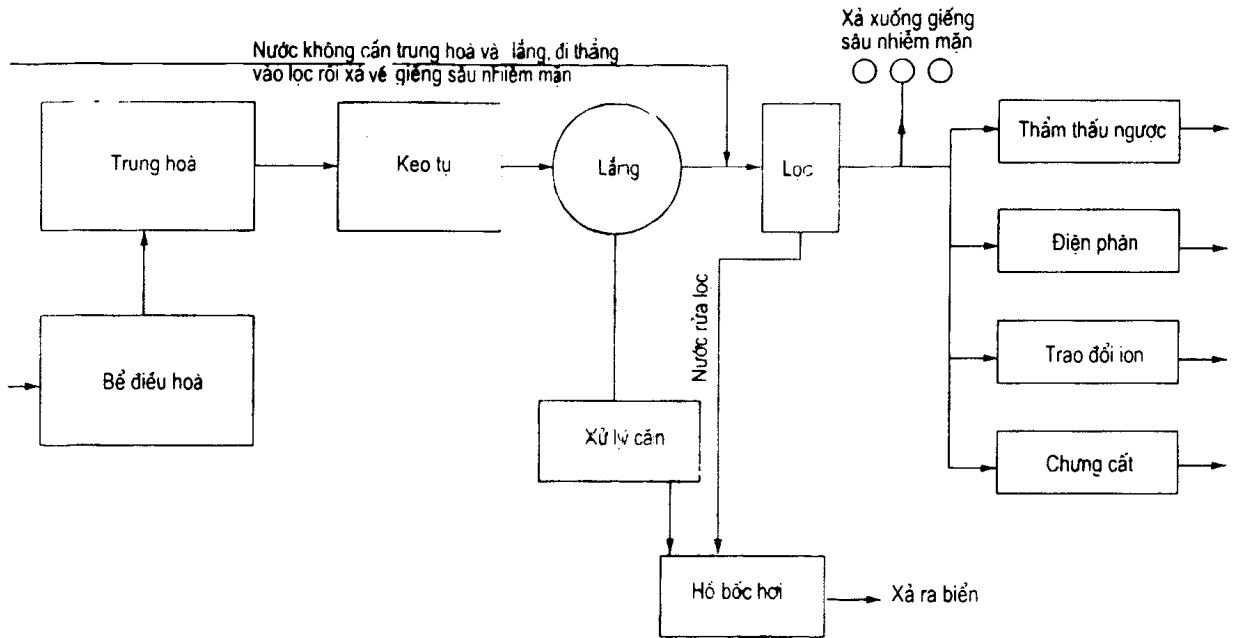 Xả xuống giếng
sâu nhiễm mặn
Nước không cần trung hoà và lắng, đi thẳng
vào lọc rồi xả về giếng sâu nhiễm mặn
Trung hoà
Keo tụ
Lắng
Lọc
Thẩm thấu ngược
Điện phân
Bể điều hoà
Nước rửa lọc
Trao đổi ion
Xử lý cặn
Chưng cất
Hồ bốc hơi
Xả ra biển